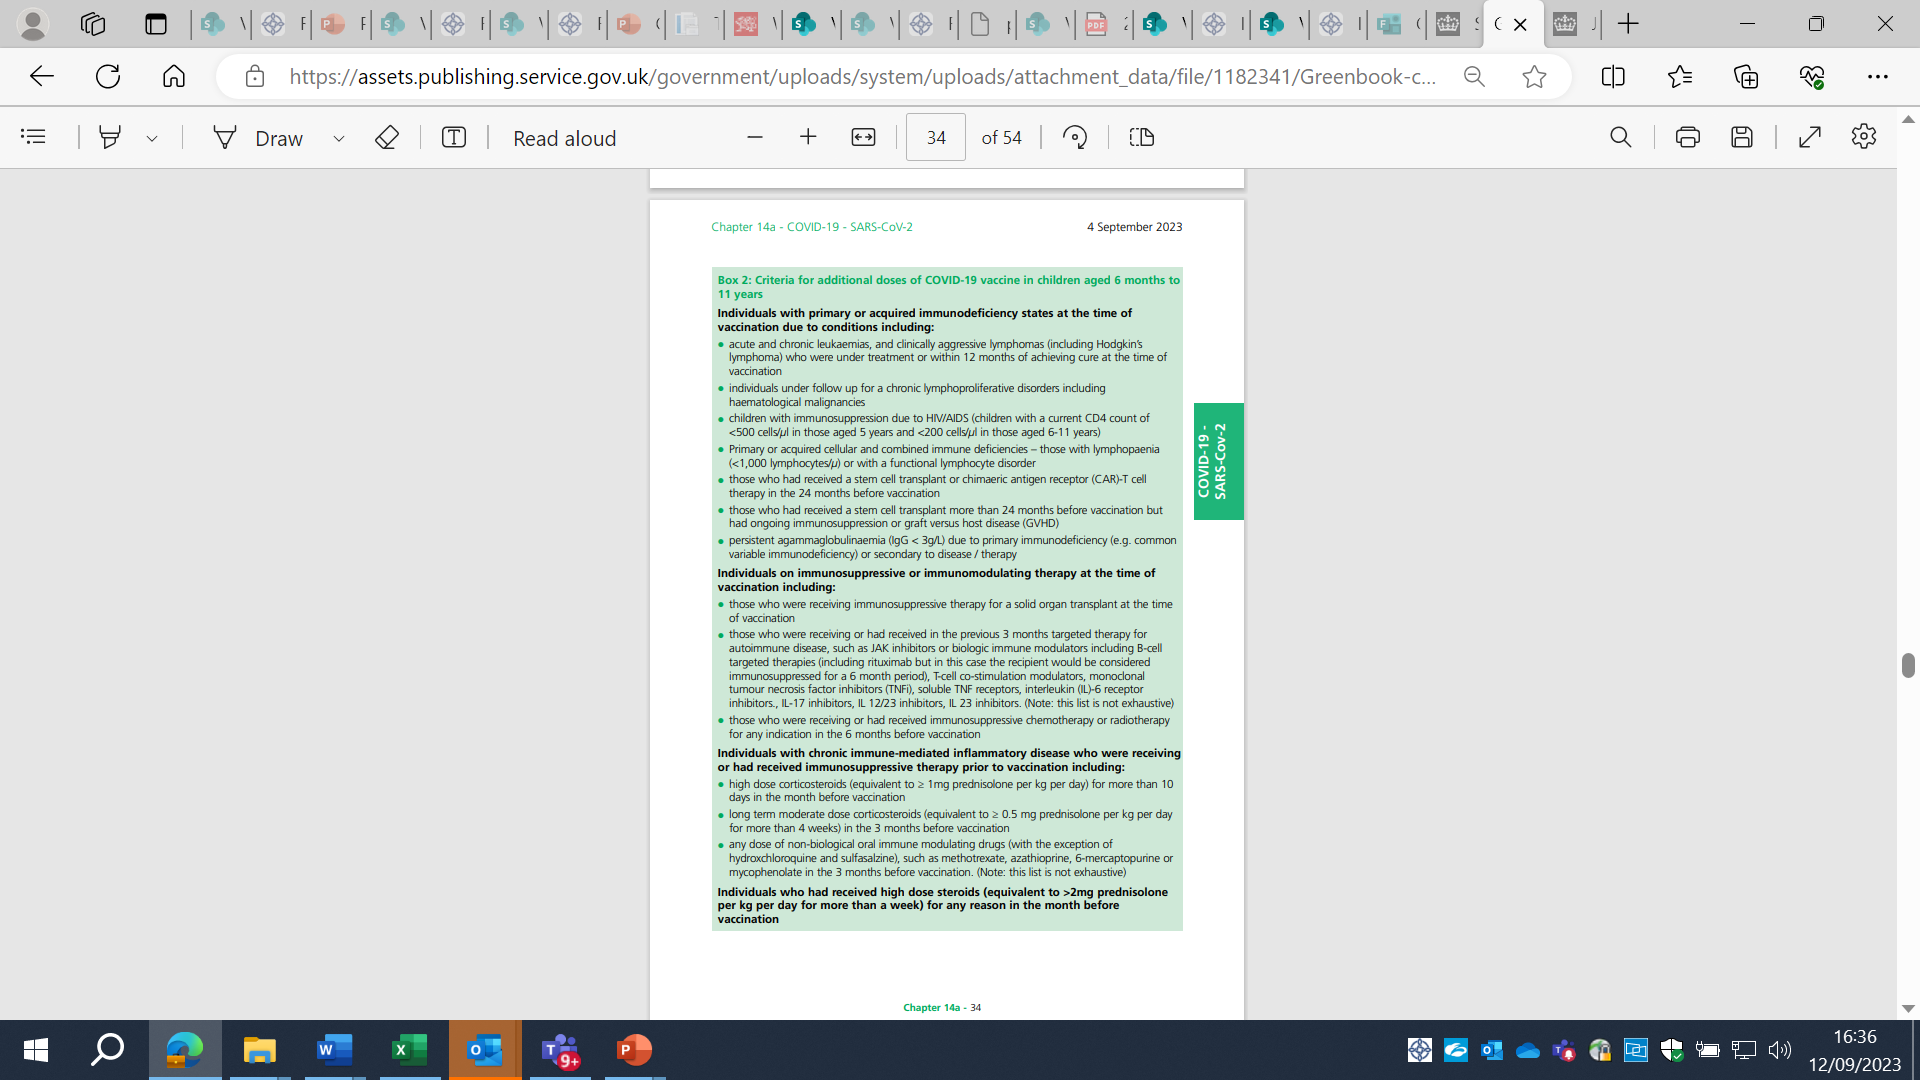 https://assets.publishing.service.gov.uk/government/uploads/system/uploads/attachment_data/file/1182341/Greenbook-c...
Draw
Read aloud
34
of 54
Chapter 14a - COVID-19 - SARS-CoV-2
4 September 2023
Box 2: Criteria for additional doses of COVID-19 vaccine in children aged 6 months to
11 years
Individuals with primary or acquired immunodeficiency states at the time of
vaccination due to conditions including:
• acute and chronic leukaemias, and clinically aggressive lymphomas (including Hodgkin's
lymphoma) who were under treatment or within 12 months of achieving cure at the time of
vaccination
• individuals under follow up for a chronic lymphoproliferative disorders including
haematological malignancies
• children with immunosuppression due to HIV/AIDS (children with a current CD4 count of
<500 cells/µl in those aged 5 years and <200 cells/µl in those aged 6-11 years)
• Primary or acquired cellular and combined immune deficiencies – those with lymphopaenia
(<1,000 lymphocytes/µ) or with a functional lymphocyte disorder
• those who had received a stem cell transplant or chimaeric antigen receptor (CAR)-T cell
therapy in the 24 months before vaccination
• those who had received a stem cell transplant more than 24 months before vaccination but
had ongoing immunosuppression or graft versus host disease (GVHD)
• persistent agammaglobulinaemia (IgG < 3g/L) due to primary immunodeficiency (e.g. common
variable immunodeficiency) or secondary to disease / therapy
Individuals on immunosuppressive or immunomodulating therapy at the time of
vaccination including:
• those who were receiving immunosuppressive therapy for a solid organ transplant at the time
of vaccination
• those who were receiving or had received in the previous 3 months targeted therapy for
autoimmune disease, such as JAK inhibitors or biologic immune modulators including B-cell
targeted therapies (including rituximab but in this case the recipient would be considered
immunosuppressed for a 6 month period), T-cell co-stimulation modulators, monoclonal
tumour necrosis factor inhibitors (TNFi), soluble TNF receptors, interleukin (IL)-6 receptor
inhibitors., IL-17 inhibitors, IL 12/23 inhibitors, IL 23 inhibitors. (Note: this list is not exhaustive)
• those who were receiving or had received immunosuppressive chemotherapy or radiotherapy
for any indication in the 6 months before vaccination
Individuals with chronic immune-mediated inflammatory disease who were receiving
or had received immunosuppressive therapy prior to vaccination including:
• high dose corticosteroids (equivalent to ≥ 1mg prednisolone per kg per day) for more than 10
days in the month before vaccination
• long term moderate dose corticosteroids (equivalent to ≥ 0.5 mg prednisolone per kg per day
for more than 4 weeks) in the 3 months before vaccination
• any dose of non-biological oral immune modulating drugs (with the exception of
hydroxchloroquine and sulfasalzine), such as methotrexate, azathioprine, 6-mercaptopurine or
mycophenolate in the 3 months before vaccination. (Note: this list is not exhaustive)
Individuals who had received high dose steroids (equivalent to >2mg prednisolone
per kg per day for more than a week) for any reason in the month before
vaccination
COVID-19 -
SARS-Cov-2
Chapter 14a - 34
9+
16:36
12/09/2023